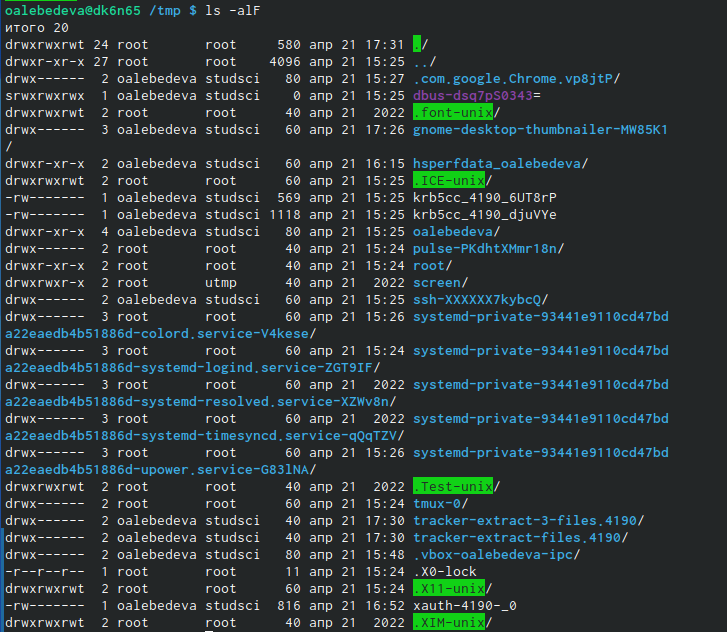 oalebedeva@dk6n65 /tmp $ ls -alF
итого 20
drwxrwxrwt 24 root       root      580 апр 21 17:31 ./
drwxr-xr-x 27 root       root     4096 апр 21 15:25 ../
drwx------  2 oalebedeva studsci    80 апр 21 15:27 .com.google.Chrome.vp8jtP/
srwxrwxrwx  1 oalebedeva studsci     0 апр 21 15:25 dbus-dsq7pS0343=
drwxrwxrwt  2 root       root       40 апр 21  2022 .font-unix/
drwx------  3 oalebedeva studsci    60 апр 21 17:26 gnome-desktop-thumbnailer-MW85K1
/
drwxr-xr-x  2 oalebedeva studsci    60 апр 21 16:15 hsperfdata_oalebedeva/
drwxrwxrwt  2 root       root       60 апр 21 15:25 .ICE-unix/
-rw-------  1 oalebedeva studsci   569 апр 21 15:25 krb5cc_4190_6UT8rP
-rw-------  1 oalebedeva studsci  1118 апр 21 15:25 krb5cc_4190_djuVYe
drwxr-xr-x  4 oalebedeva studsci    80 апр 21 15:25 oalebedeva/
drwx------  2 root       root       40 апр 21 15:24 pulse-PKdhtXMmr18n/
drwxr-xr-x  2 root       root       40 апр 21 15:24 root/
drwxrwxr-x  2 root       utmp       40 апр 21  2022 screen/
drwx------  2 oalebedeva studsci    60 апр 21 15:25 ssh-XXXXXX7kybcQ/
drwx------  3 root       root       60 апр 21 15:26 systemd-private-93441e9110cd47bd
a22eaedb4b51886d-colord.service-V4kese/
drwx------  3 root       root       60 апр 21 15:24 systemd-private-93441e9110cd47bd
a22eaedb4b51886d-systemd-logind.service-ZGT9IF/
drwx------  3 root       root       60 апр 21  2022 systemd-private-93441e9110cd47bd
a22eaedb4b51886d-systemd-resolved.service-XZWv8n/
drwx------  3 root       root       60 апр 21  2022 systemd-private-93441e9110cd47bd
a22eaedb4b51886d-systemd-timesyncd.service-qQqTZV/
drwx------  3 root       root       60 апр 21 15:26 systemd-private-93441e9110cd47bd
a22eaedb4b51886d-upower.service-G83lNA/
drwxrwxrwt  2 root       root       40 апр 21  2022 .Test-unix/
drwx------  2 root       root       60 апр 21 15:24 tmux-0/
drwx------  2 oalebedeva studsci    40 апр 21 17:30 tracker-extract-3-files.4190/
drwx------  2 oalebedeva studsci    40 апр 21 17:30 tracker-extract-files.4190/
drwx------  2 oalebedeva studsci    80 апр 21 15:48 .vbox-oalebedeva-ipc/
-r--r--r--  1 root       root       11 апр 21 15:24 .X0-lock
drwxrwxrwt  2 root       root       60 апр 21 15:24 .X11-unix/
-rw-------  1 oalebedeva studsci   816 апр 21 16:52 xauth-4190-_0
drwxrwxrwt  2 root       root       40 апр 21  2022 .XIM-unix/